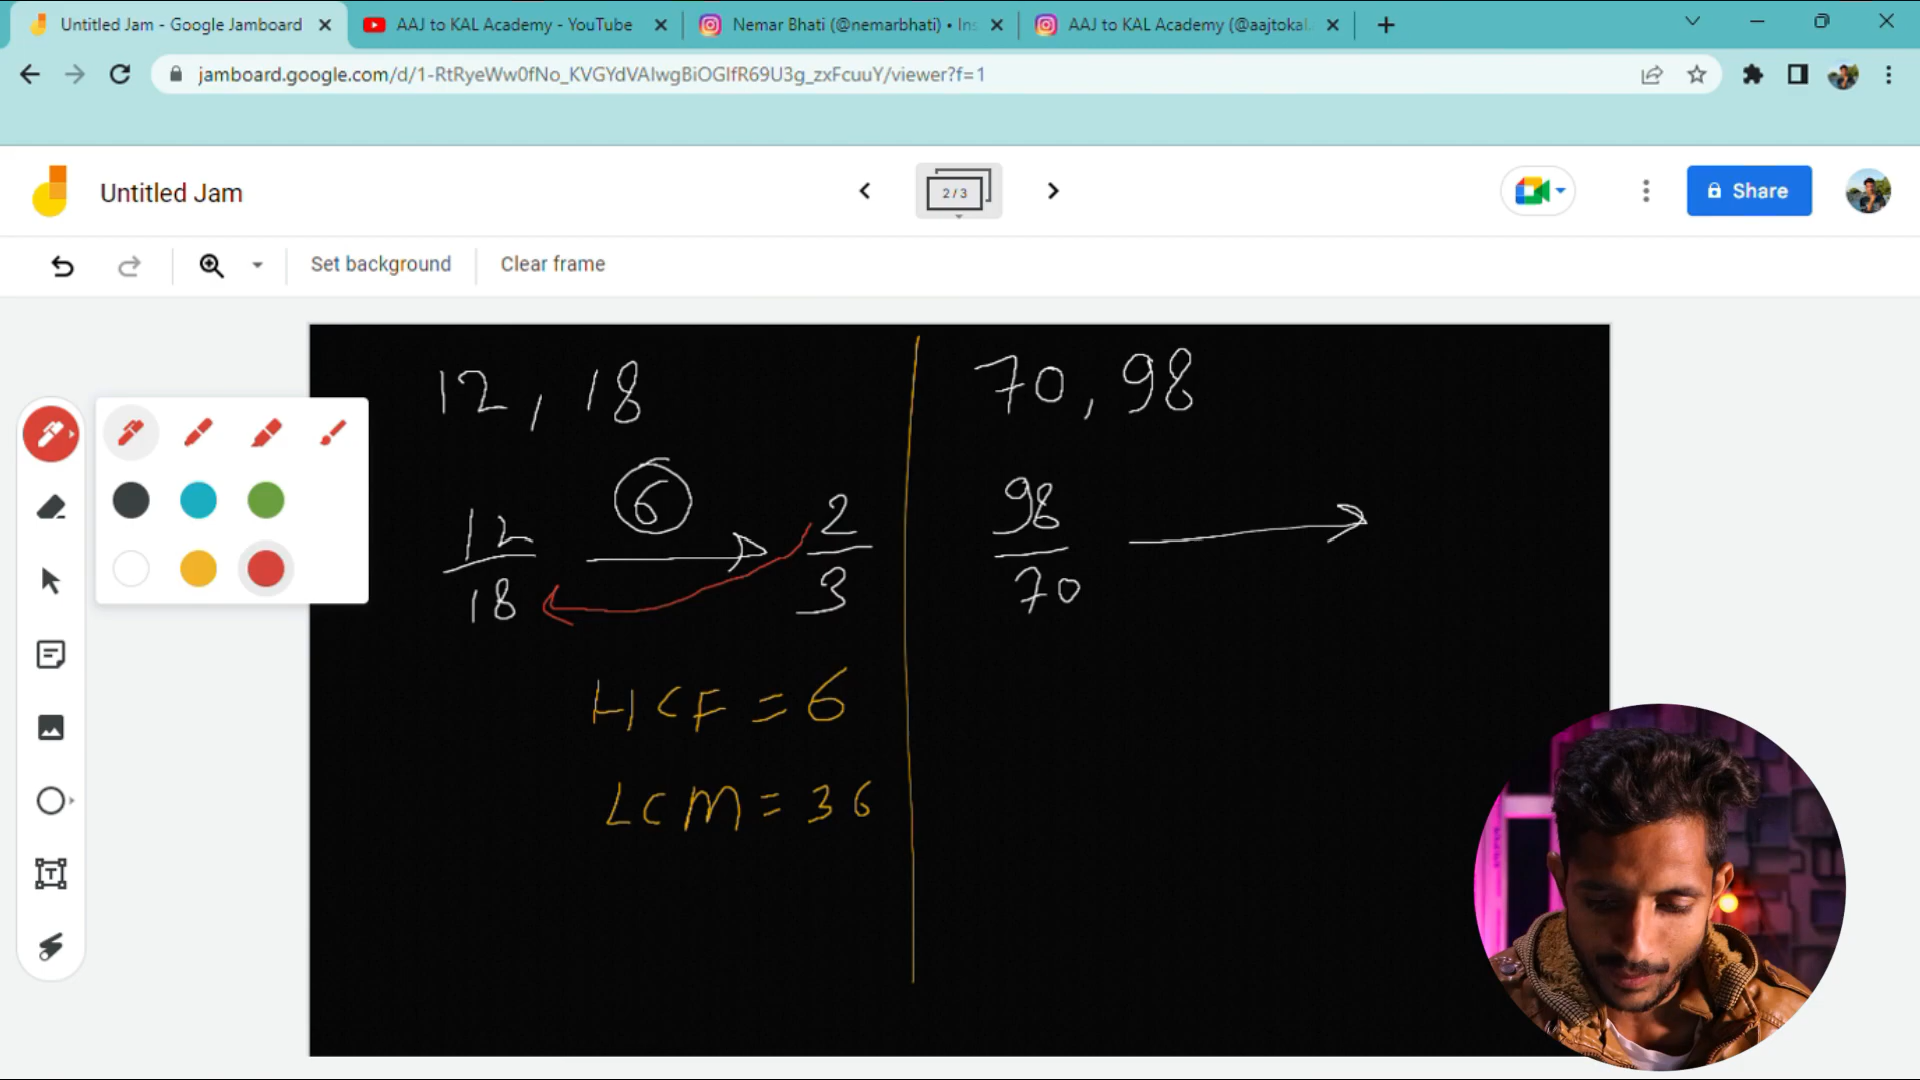 Untitled Jam - Google Jamboard
AAJ to KAL Academy - YouTube
Nemar Bhati (@nemarbhati) • Ins
AAJ to KAL Academy (@aajtokal.
jamboard.google.com/d/1-RtRyeWw0fNo_KVGYdVAIwgBiOGIfR69U3g_zxFcuuY/viewer?f=1
Untitled Jam
2 / 3
Share
Set background
Clear frame
12, 18
70, 98
12
18
6
2
3
98
70
HCF = 6
LCM = 36